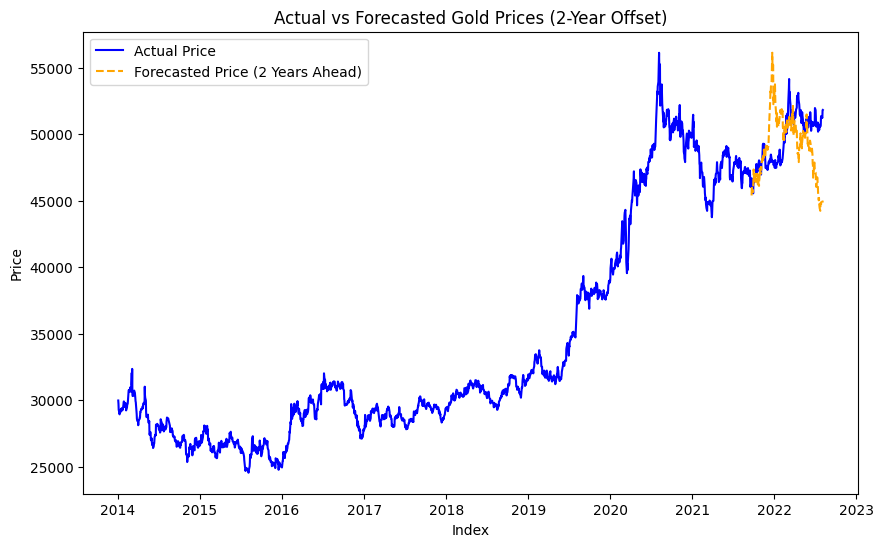 Actual vs Forecasted Gold Prices (2-Year Offset)
Actual Price
Forecasted Price (2 Years Ahead)
Price
55000
50000
45000
40000
35000
30000
25000
2014 2015 2016 2017 2018 2019 2020 2021 2022 2023
Index